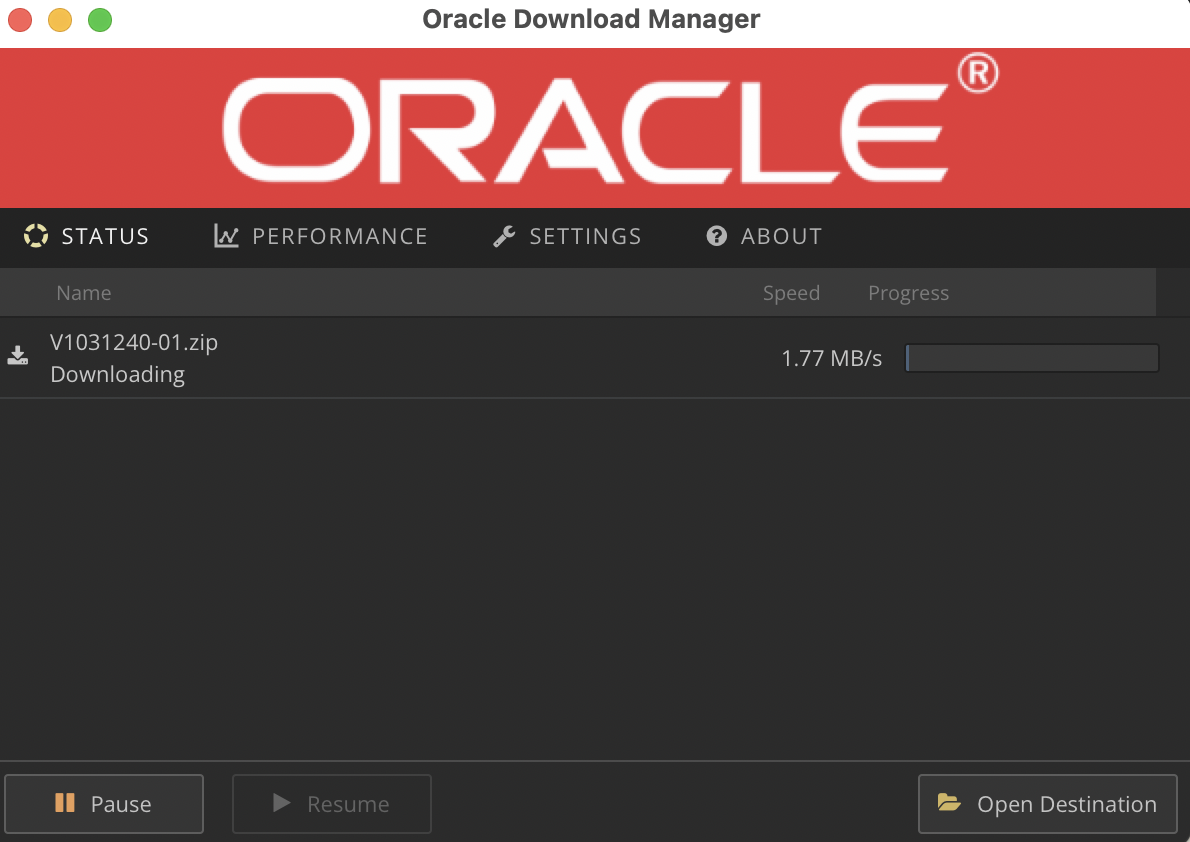 Oracle Download Manager
ORACLE®
STATUS PERFORMANCE SETTINGS ABOUT
Name Speed Progress
V1031240-01.zip
Downloading
1.77 MB/s
Pause Resume Open Destination